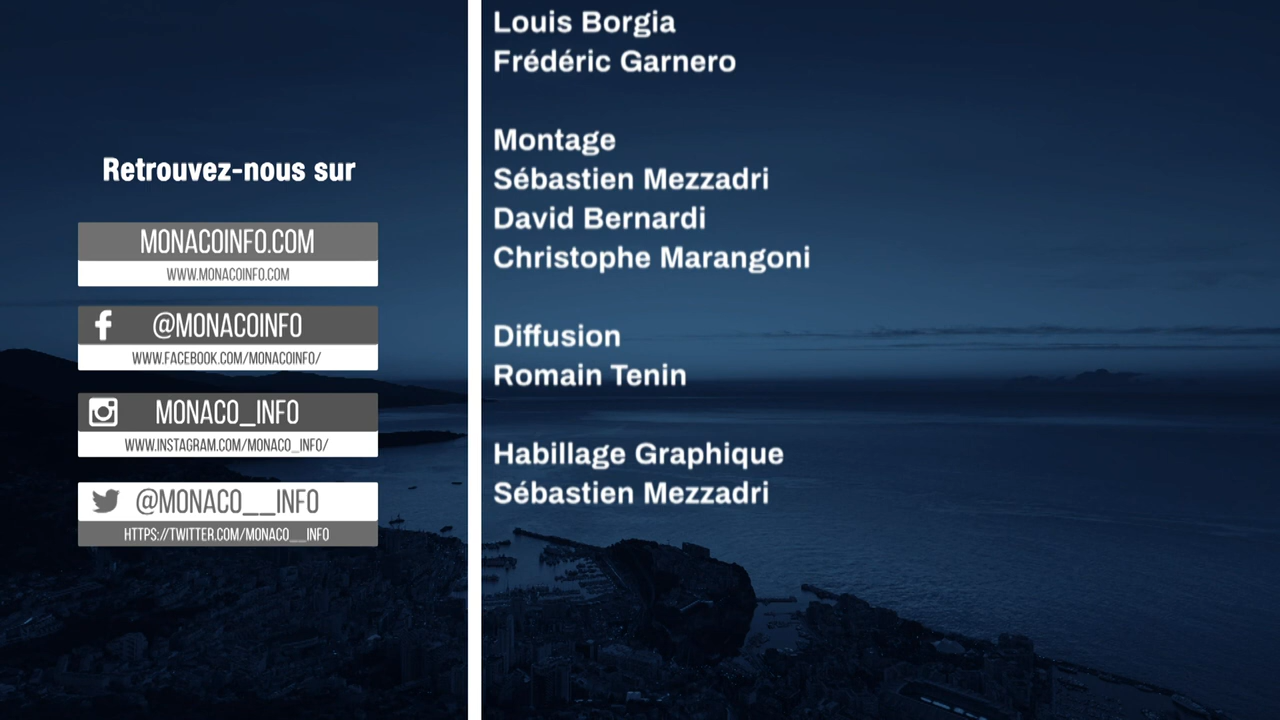 Retrouvez-nous sur
MONACOINFO.COM
WWW.MONACOINFO.COM
@MONACOINFO
WWW.FACEBOOK.COM/MONACOINFO/
MONACO_INFO
WWW.INSTAGRAM.COM/MONACO_INFO/
@MONACO__INFO
HTTPS://TWITTER.COM/MONACO__INFO
Louis Borgia
Frédéric Garnero
Montage
Sébastien Mezzadri
David Bernardi
Christophe Marangoni
Diffusion
Romain Tenin
Habillage Graphique
Sébastien Mezzadri